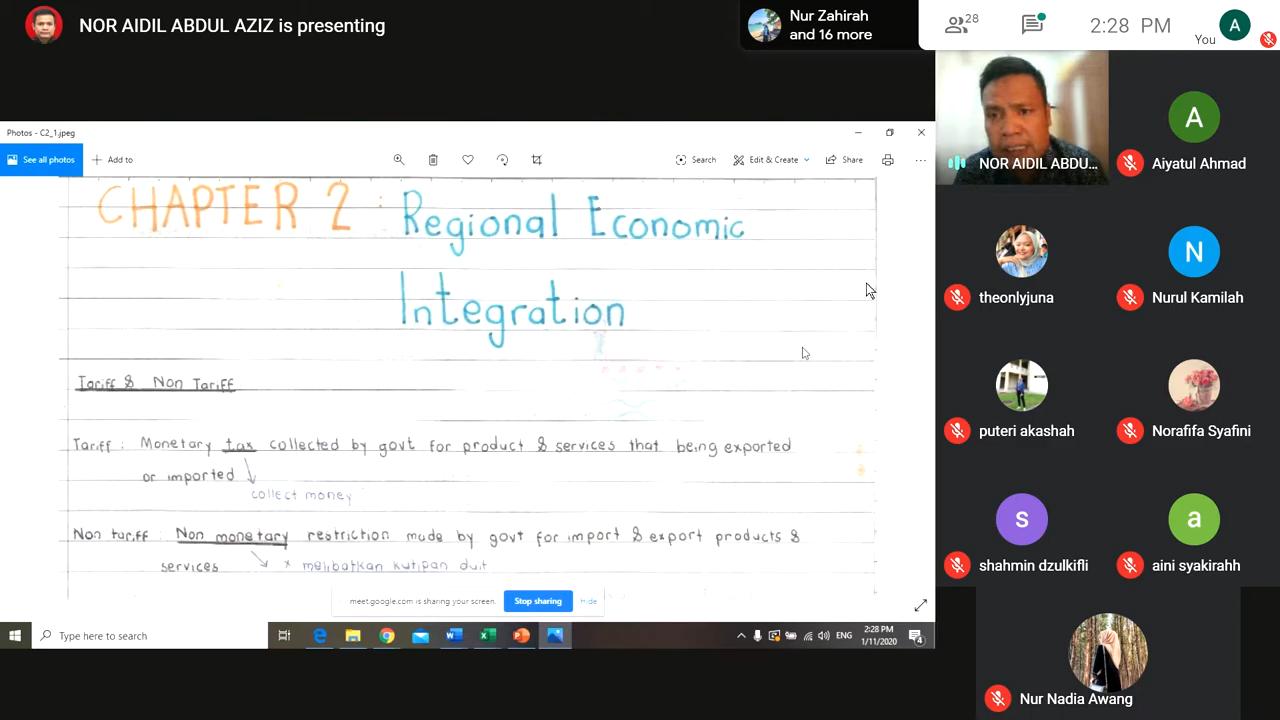 NOR AIDIL ABDUL AZIZ is presenting
Nur Zahirah
and 16 more
28
2:28 PM
You
A
Photos - C2_1.jpeg
See all photos
Add to
Search
Edit & Create
Share
CHAPTER 2 : Regional Economic
Integration
Tariff & Non Tariff
Tariff : Monetary tax collected by govt for product & services that being exported
or imported
collect money
Non tariff : Non monetary restriction made by govt for import & export products &
services
x melibatkan kutipan duit
meet.google.com is sharing your screen.
Stop sharing
Hide
Type here to search
ENG
2:28 PM
1/11/2020
4
NOR AIDIL ABDU...
A
Aiyatul Ahmad
theonlyjuna
N
Nurul Kamilah
puteri akashah
Norafifa Syafini
s
shahmin dzulkifli
a
aini syakirahh
Nur Nadia Awang